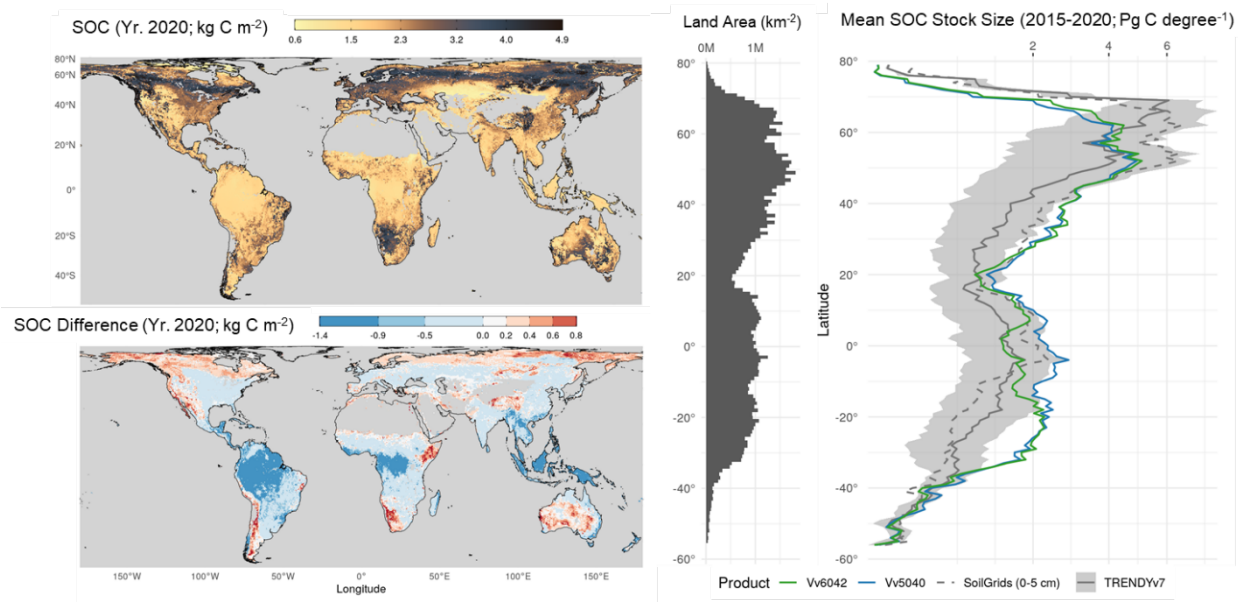 SOC (Yr. 2020; kg C m-2)
0.6 1.5 2.3 3.2 4.0 4.9
80°N
60°N
40°N
20°N
0°
20°S
40°S
SOC Difference (Yr. 2020; kg C m-2)
-1.4 -0.9 -0.5 0.0 0.2 0.4 0.6 0.8
150°W 100°W 50°W 0° 50°E 100°E 150°E
Longitude
Land Area (km-2)
0M 1M
80°
60°
40°
20°
0°
-20°
-40°
-60°
Mean SOC Stock Size (2015-2020; Pg C degree-1)
2 4 6
Latitude
80°
60°
40°
20°
0°
-20°
-40°
-60°
Product Vv6042 Vv5040 SoilGrids (0-5 cm) TRENDYv7